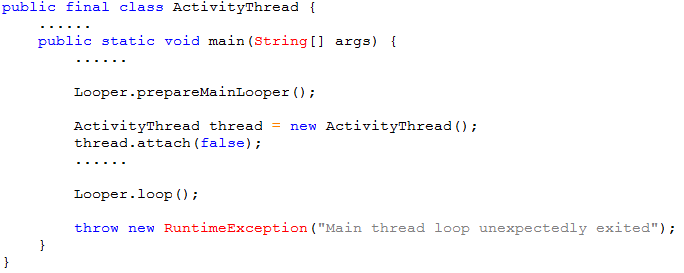 public final class ActivityThread {
    ......
    public static void main(String[] args) {
        ......
        Looper.prepareMainLooper();
        ActivityThread thread = new ActivityThread();
        thread.attach(false);
        ......
        Looper.loop();
        throw new RuntimeException("Main thread loop unexpectedly exited");
    }
}